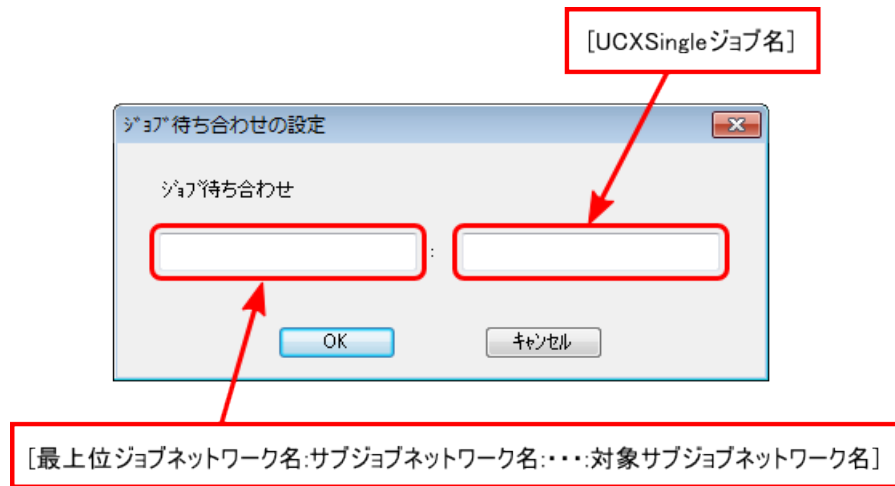 [UCXSingleジョブ名]
ジョブ待ち合わせの設定
ジョブ待ち合わせ
:
OK
キャンセル
[最上位ジョブネットワーク名:サブジョブネットワーク名:・・・:対象サブジョブネットワーク名]